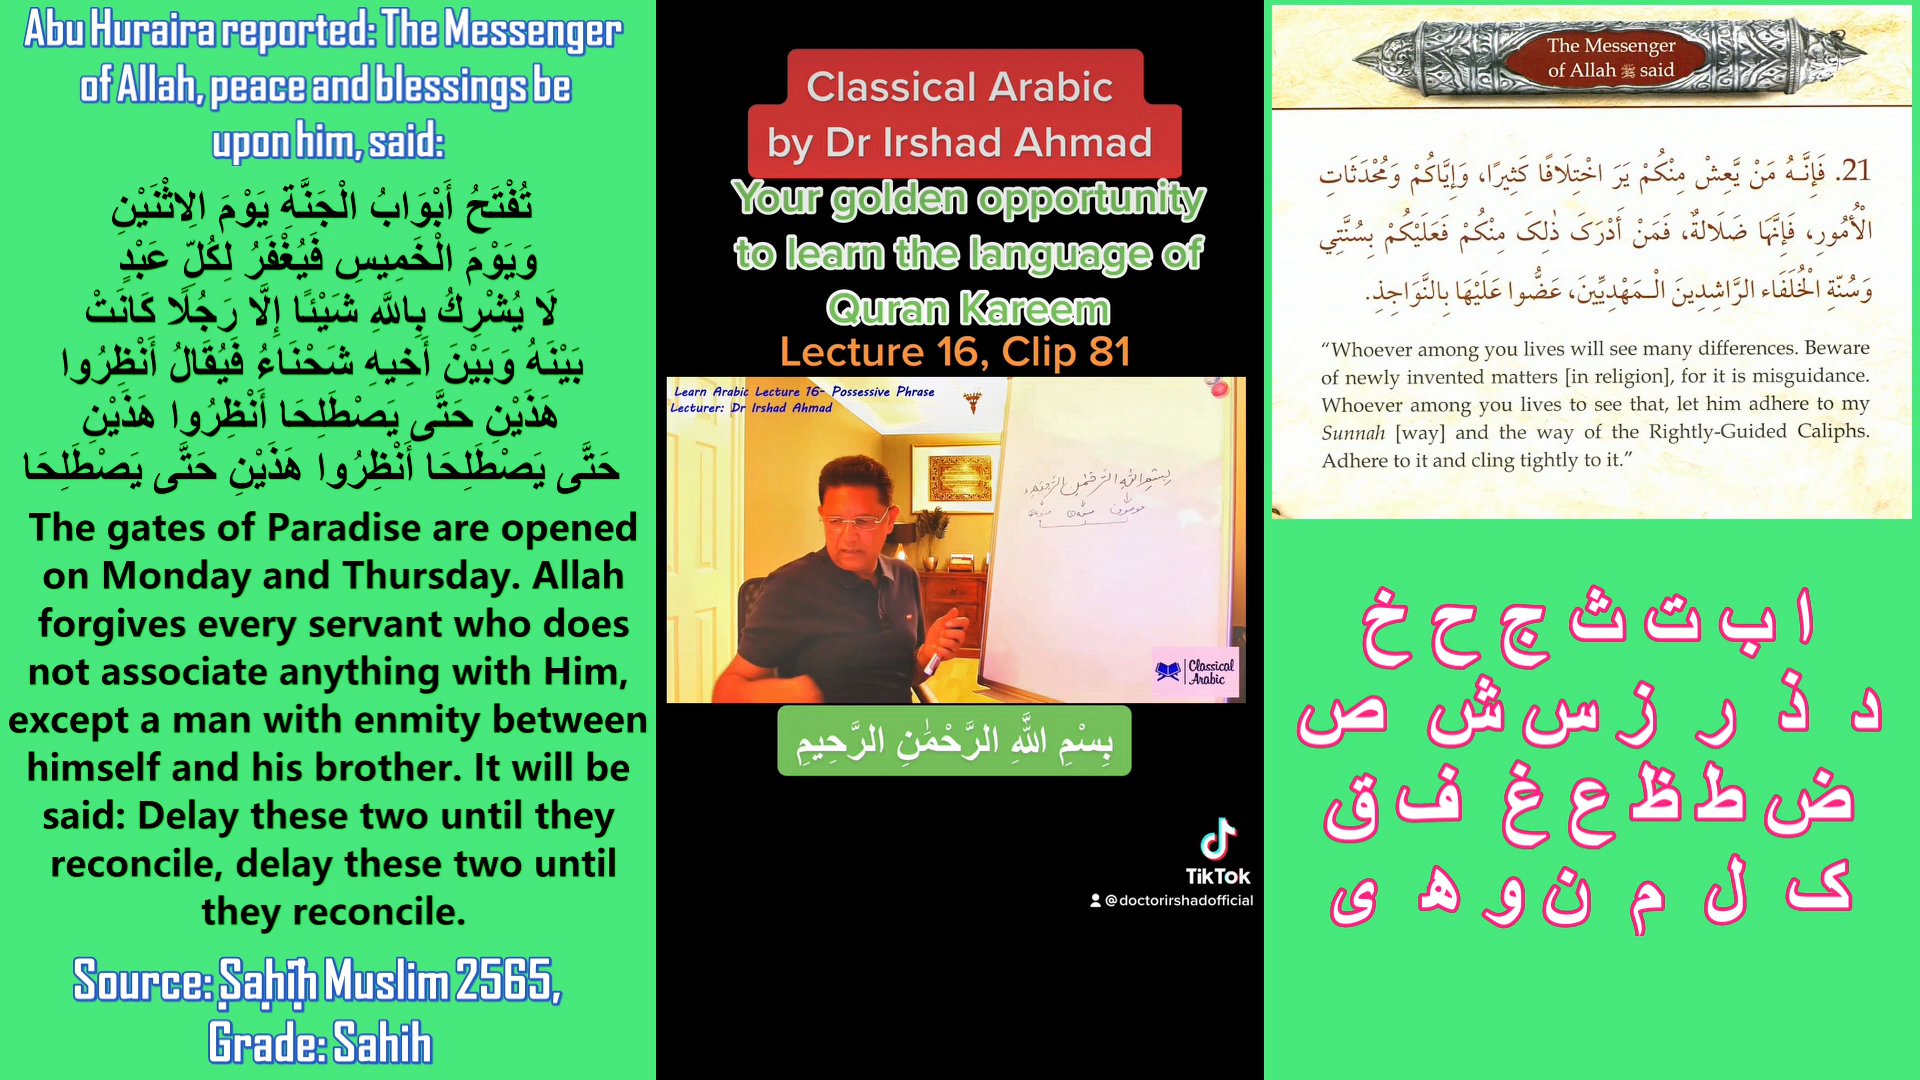 Abu Huraira reported: The Messenger
of Allah, peace and blessings be
upon him, said:
تُفْتَحُ أَبْوَابُ الْجَنَّةِ يَوْمَ الِاثْنَيْنِ
وَيَوْمَ الْخَمِيسِ فَيُغْفَرُ لِكُلِّ عَبْدٍ
لَا يُشْرِكُ بِاللَّهِ شَيْئًا إِلَّا رَجُلًا كَانَتْ
بَيْنَهُ وَبَيْنَ أَخِيهِ شَحْنَاءُ فَيُقَالُ أَنْظِرُوا
هَذَيْنِ حَتَّى يَصْطَلِحَا أَنْظِرُوا هَذَيْنِ
حَتَّى يَصْطَلِحَا أَنْظِرُوا هَذَيْنِ حَتَّى يَصْطَلِحَا
The gates of Paradise are opened
on Monday and Thursday. Allah
forgives every servant who does
not associate anything with Him,
except a man with enmity between
himself and his brother. It will be
said: Delay these two until they
reconcile, delay these two until
they reconcile.
Source: Ṣaḥīḥ Muslim 2565,
Grade: Sahih
Classical Arabic
by Dr Irshad Ahmad
Your golden opportunity
to learn the language of
Quran Kareem
Lecture 16, Clip 81
Learn Arabic Lecture 16- Possessive Phrase
Lecturer: Dr Irshad Ahmad
بِسْمِ اللهِ الرَّحْمٰنِ الرَّحِيْمِ
موصوف
Classical
Arabic
بِسْمِ اللَّهِ الرَّحْمَٰنِ الرَّحِيمِ
TikTok
@doctorirshadofficial
The Messenger
of Allah ﷺ said
21. فَإِنَّـهُ مَنْ يَّعِشْ مِنْكُمْ يَرَ اخْتِلَافًا كَثِيرًا، وَإِيَّاكُمْ وَمُحْدَثَاتِ
الْأُمُورِ، فَإِنَّهَا ضَلَالةٌ، فَمَنْ أَدْرَكَ ذٰلِكَ مِنْكُمْ فَعَلَيْكُمْ بِسُنَّتِي
وَسُنَّةِ الْخُلَفَاء الرَّاشِدِينَ الْـمَهْدِيِّينَ، عَضُّوا عَلَيْهَا بِالنَّوَاجِذِ.
“Whoever among you lives will see many differences. Beware
of newly invented matters [in religion], for it is misguidance.
Whoever among you lives to see that, let him adhere to my
Sunnah [way] and the way of the Rightly-Guided Caliphs.
Adhere to it and cling tightly to it.”
ا ب ت ث ج ح خ
د ذ ر ز س ش ص
ض ط ظ ع غ ف ق
ک ل م ن و ھ ی